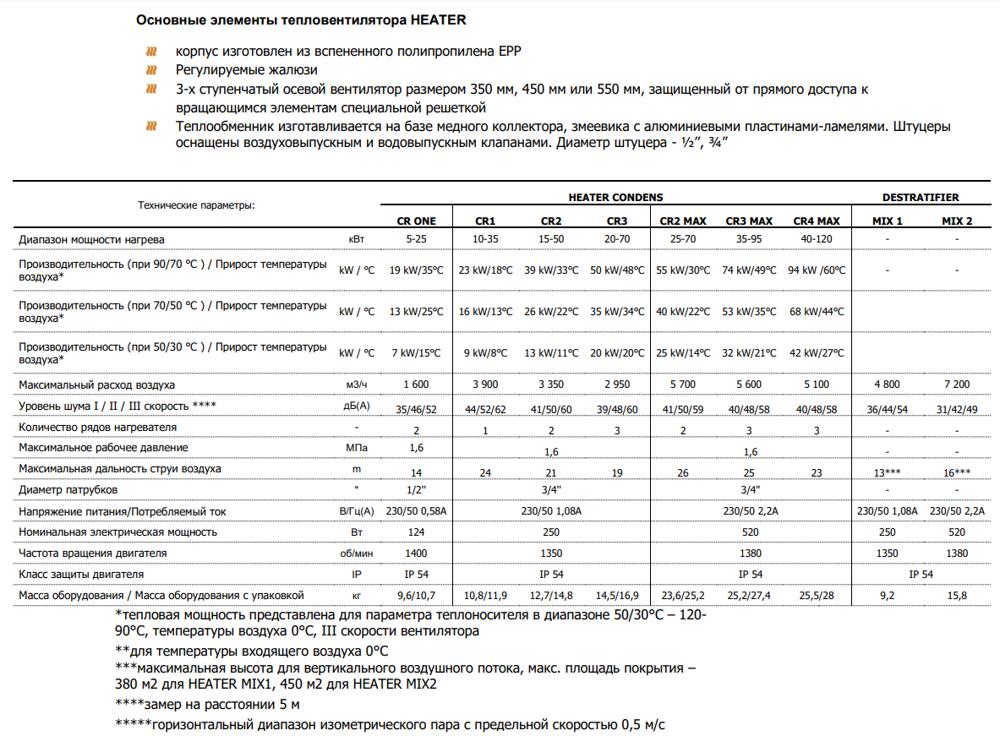 Основные элементы тепловентилятора HEATER
корпус изготовлен из вспененного полипропилена EPP
Регулируемые жалюзи
3-х ступенчатый осевой вентилятор размером 350 мм, 450 мм или 550 мм, защищенный от прямого доступа к
вращающимся элементам специальной решеткой
Теплообменник изготавливается на базе медного коллектора, змеевика с алюминиевыми пластинами-ламелями. Штуцеры
оснащены воздуховыпускным и водовыпускным клапанами. Диаметр штуцера - ½”, ¾”
Технические параметры: HEATER CONDENS DESTRATIFIER
CR ONE CR1 CR2 CR3 CR2 MAX CR3 MAX CR4 MAX MIX 1 MIX 2
Диапазон мощности нагрева кВт 5-25 10-35 15-50 20-70 25-70 35-95 40-120 - -
Производительность (при 90/70 °C ) / Прирост температуры
воздуха* kW / °C 19 kW/35°C 23 kW/18°C 39 kW/33°C 50 kW/48°C 55 kW/30°C 74 kW/49°C 94 kW /60°C - -
Производительность (при 70/50 °C ) / Прирост температуры
воздуха* kW / °C 13 kW/25°C 16 kW/13°C 26 kW/22°C 35 kW/34°C 40 kW/22°C 53 kW/35°C 68 kW/44°C
Производительность (при 50/30 °C ) / Прирост температуры
воздуха* kW / °C 7 kW/15°C 9 kW/8°C 13 kW/11°C 20 kW/20°C 25 kW/14°C 32 kW/21°C 42 kW/27°C
Максимальный расход воздуха м3/ч 1 600 3 900 3 350 2 950 5 700 5 600 5 100 4 800 7 200
Уровень шума I / II / III скорость **** дБ(А) 35/46/52 44/52/62 41/50/60 39/48/60 41/50/59 40/48/58 40/48/58 36/44/54 31/42/49
Количество рядов нагревателя - 2 1 2 3 2 3 3 - -
Максимальное рабочее давление МПа 1,6 1,6 1,6 - -
Максимальная дальность струи воздуха m 14 24 21 19 26 25 23 13*** 16***
Диаметр патрубков " 1/2" 3/4" 3/4" - -
Напряжение питания/Потребляемый ток В/Гц(А) 230/50 0,58A 230/50 1,08A 230/50 2,2A 230/50 1,08A 230/50 2,2A
Номинальная электрическая мощность Вт 124 250 520 250 520
Частота вращения двигателя об/мин 1400 1350 1380 1350 1380
Класс защиты двигателя IP IP 54 IP 54 IP 54 IP 54
Масса оборудования / Масса оборудования с упаковкой кг 9,6/10,7 10,8/11,9 12,7/14,8 14,5/16,9 23,6/25,2 25,2/27,4 25,5/28 9,2 15,8
*тепловая мощность представлена для параметра теплоносителя в диапазоне 50/30°C – 120-
90°C, температуры воздуха 0°C, III скорости вентилятора
**для температуры входящего воздуха 0°C
***максимальная высота для вертикального воздушного потока, макс. площадь покрытия –
380 м2 для HEATER MIX1, 450 м2 для HEATER MIX2
****замер на расстоянии 5 м
*****горизонтальный диапазон изометрического пара с предельной скоростью 0,5 м/с